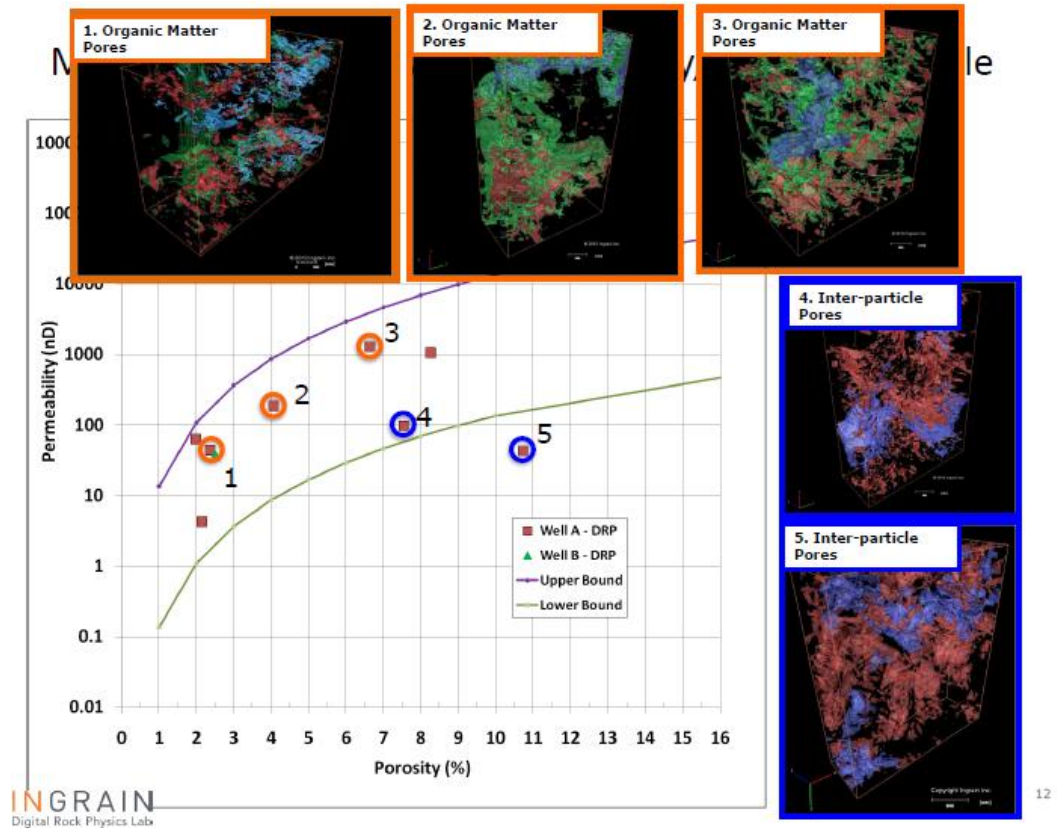 1. Organic Matter
Pores
2. Organic Matter
Pores
3. Organic Matter
Pores
4. Inter-particle
Pores
5. Inter-particle
Pores
M
le
1000
100
10000
1000
100
10
1
0.1
0.01
Permeability (nD)
0 1 2 3 4 5 6 7 8 9 10 11 12 13 14 15 16
Porosity (%)
1
2
3
4
5
Well A - DRP
Well B - DRP
Upper Bound
Lower Bound
Copyright Ingrain Inc
INGRAIN
Digital Rock Physics Lab
12